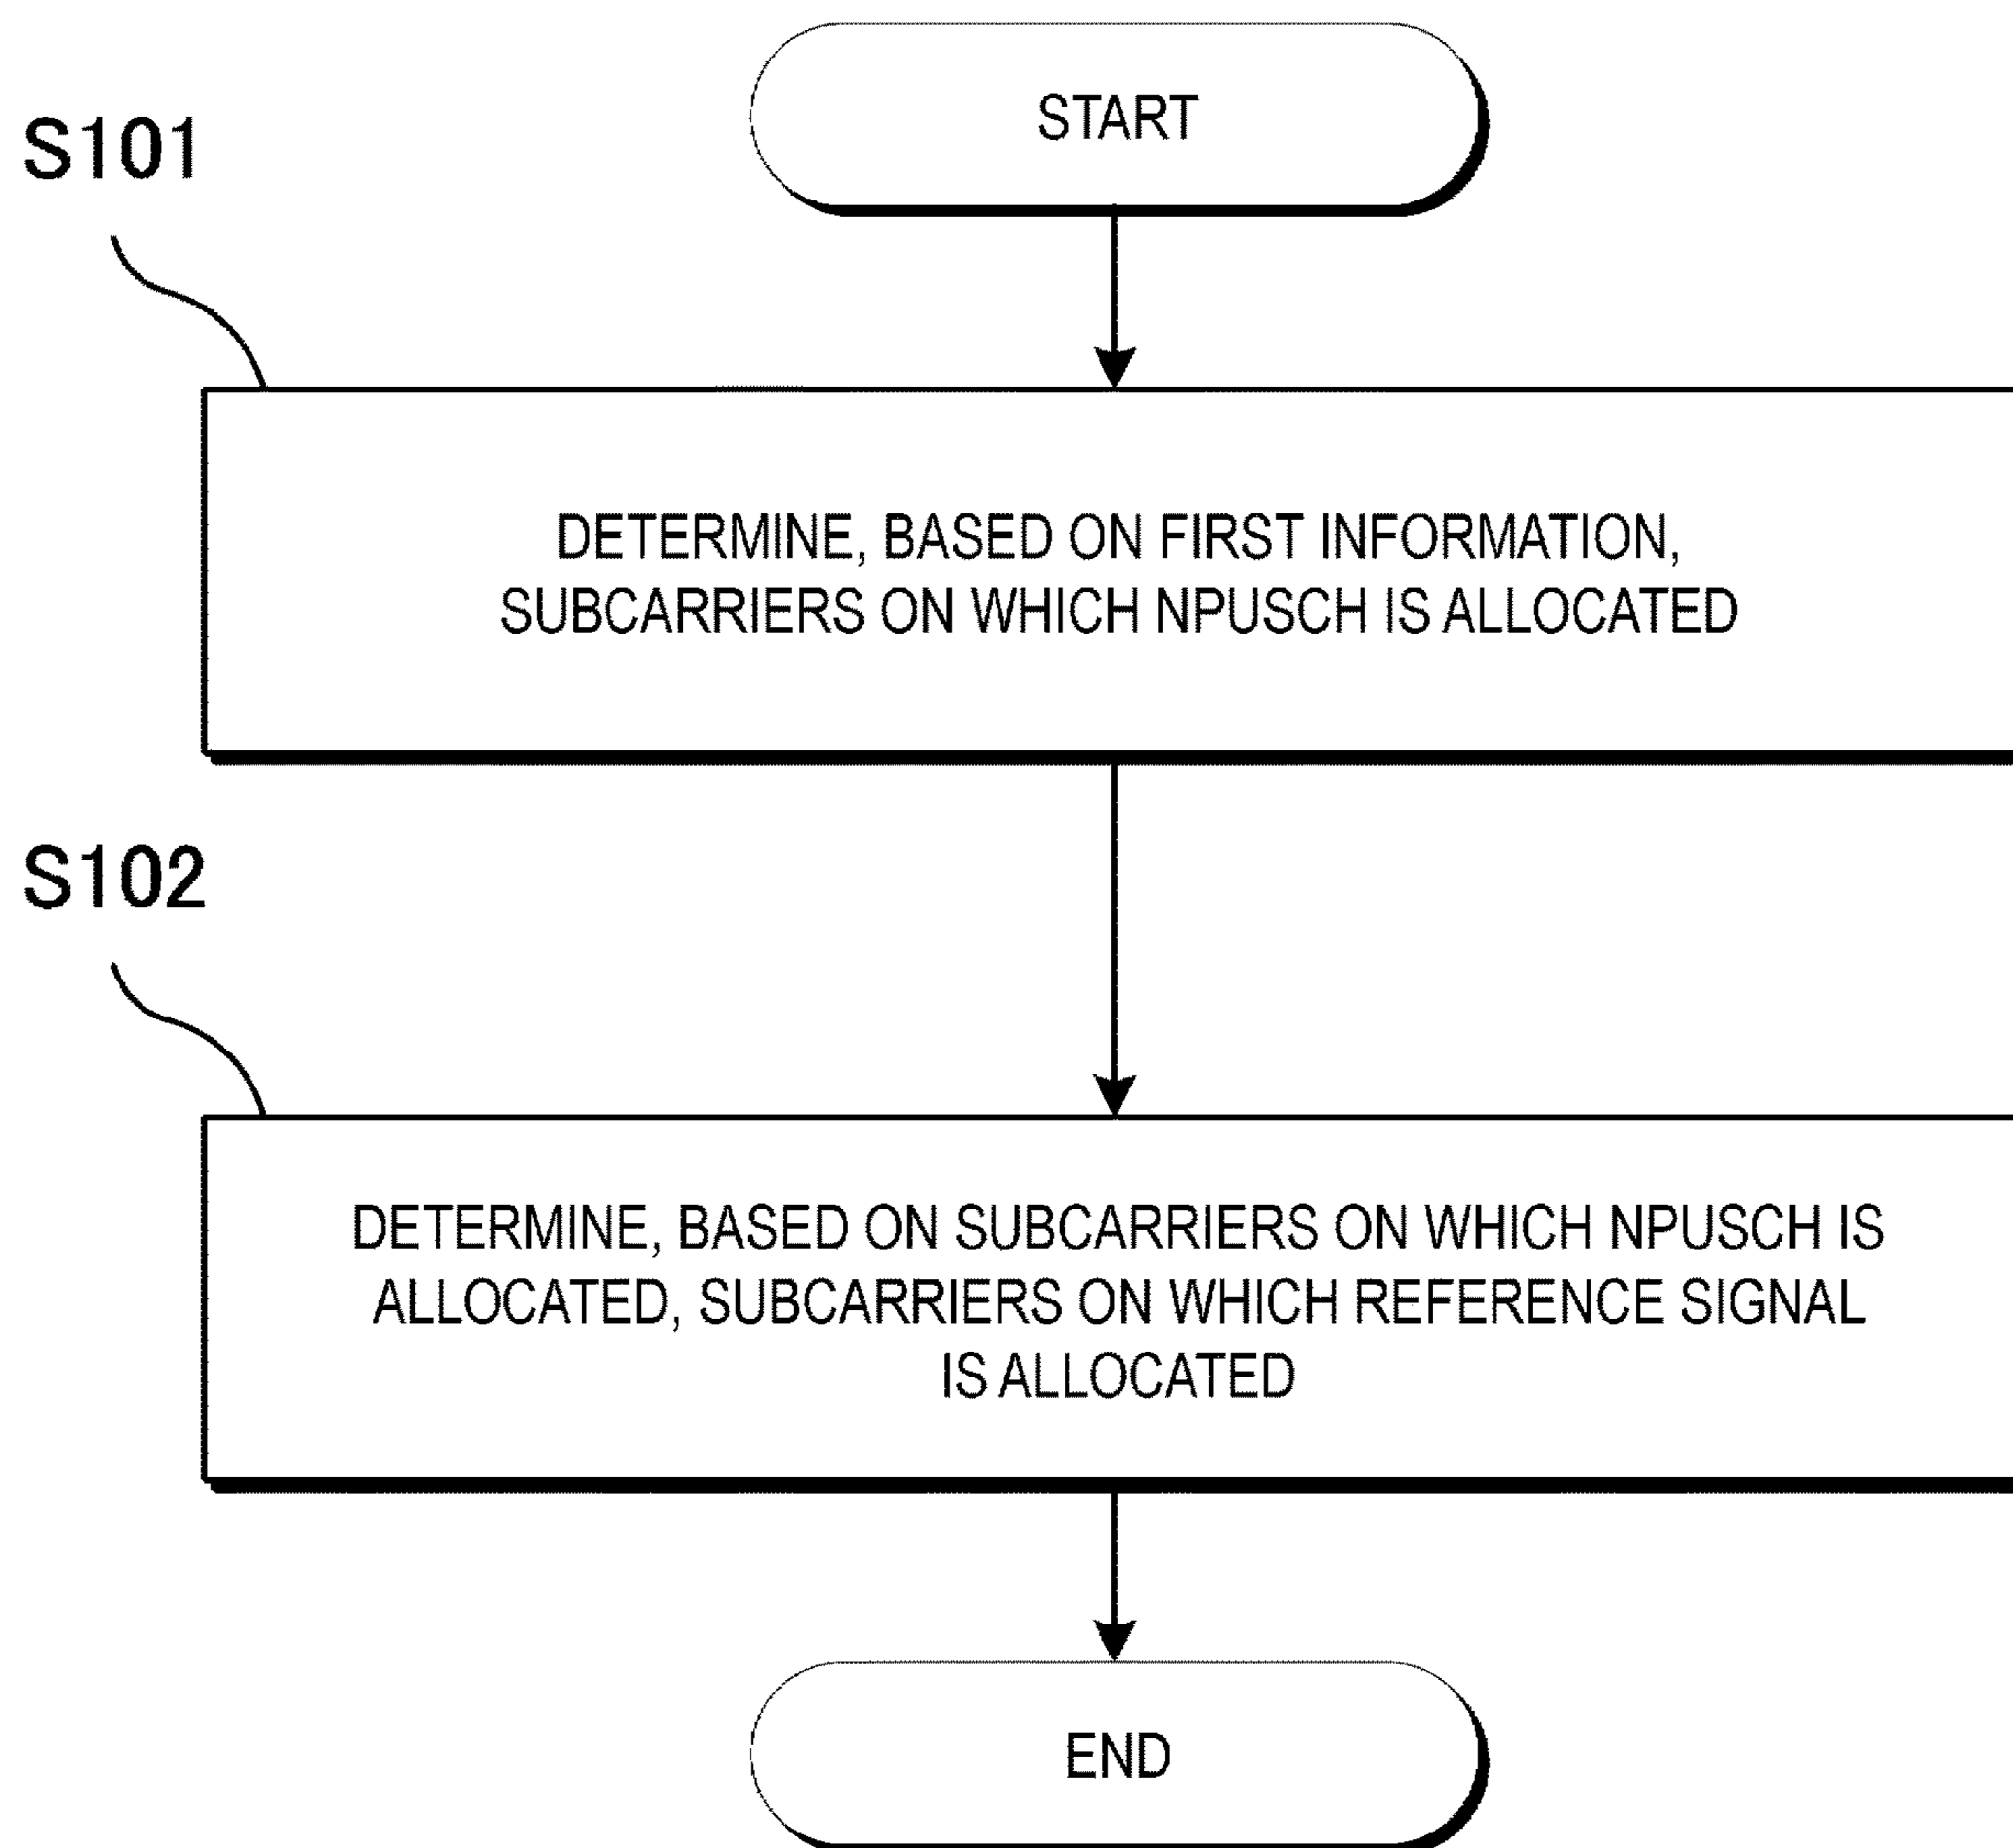 START
S101
DETERMINE, BASED ON FIRST INFORMATION,
SUBCARRIERS ON WHICH NPUSCH IS ALLOCATED
S102
DETERMINE, BASED ON SUBCARRIERS ON WHICH NPUSCH IS
ALLOCATED, SUBCARRIERS ON WHICH REFERENCE SIGNAL
IS ALLOCATED
END